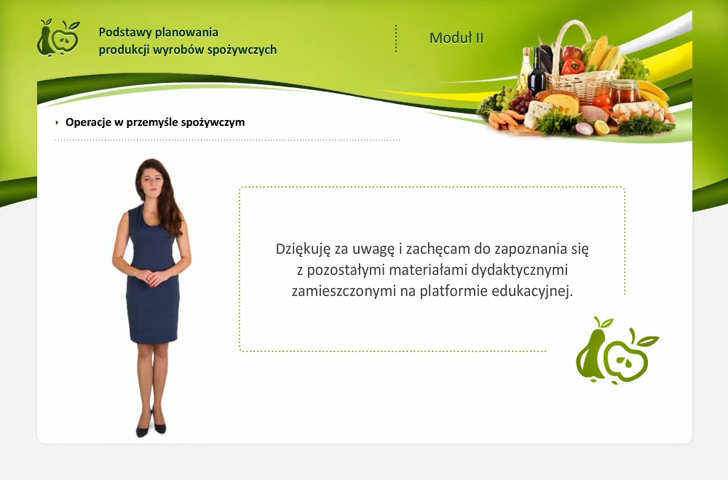 Podstawy planowania
produkcji wyrobów spożywczych
Moduł II
Operacje w przemyśle spożywczym
Dziękuję za uwagę i zachęcam do zapoznania się
z pozostałymi materiałami dydaktycznymi
zamieszczonymi na platformie edukacyjnej.